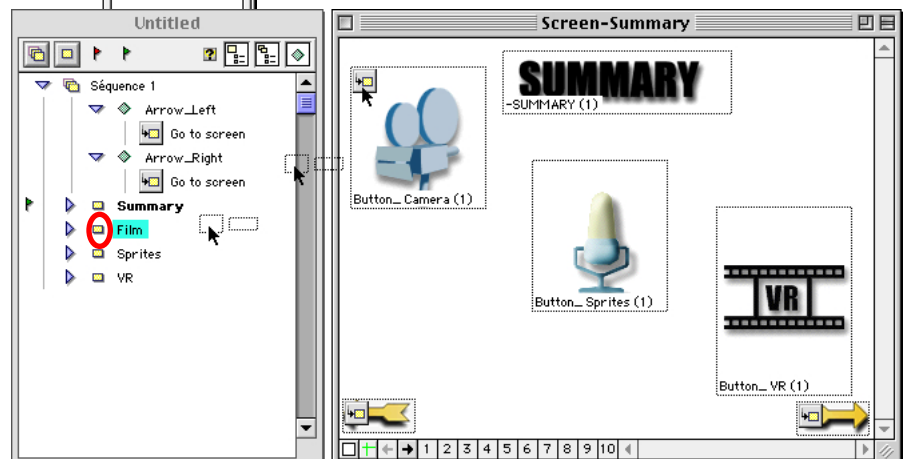 Untitled
?
Séquence 1
Arrow_Left
Go to screen
Arrow_Right
Go to screen
Summary
Film
Sprites
VR
Screen-Summary
SUMMARY
-SUMMARY (1)
Button_ Camera (1)
Button_ Sprites (1)
VR
Button_ VR (1)
1 2 3 4 5 6 7 8 9 10